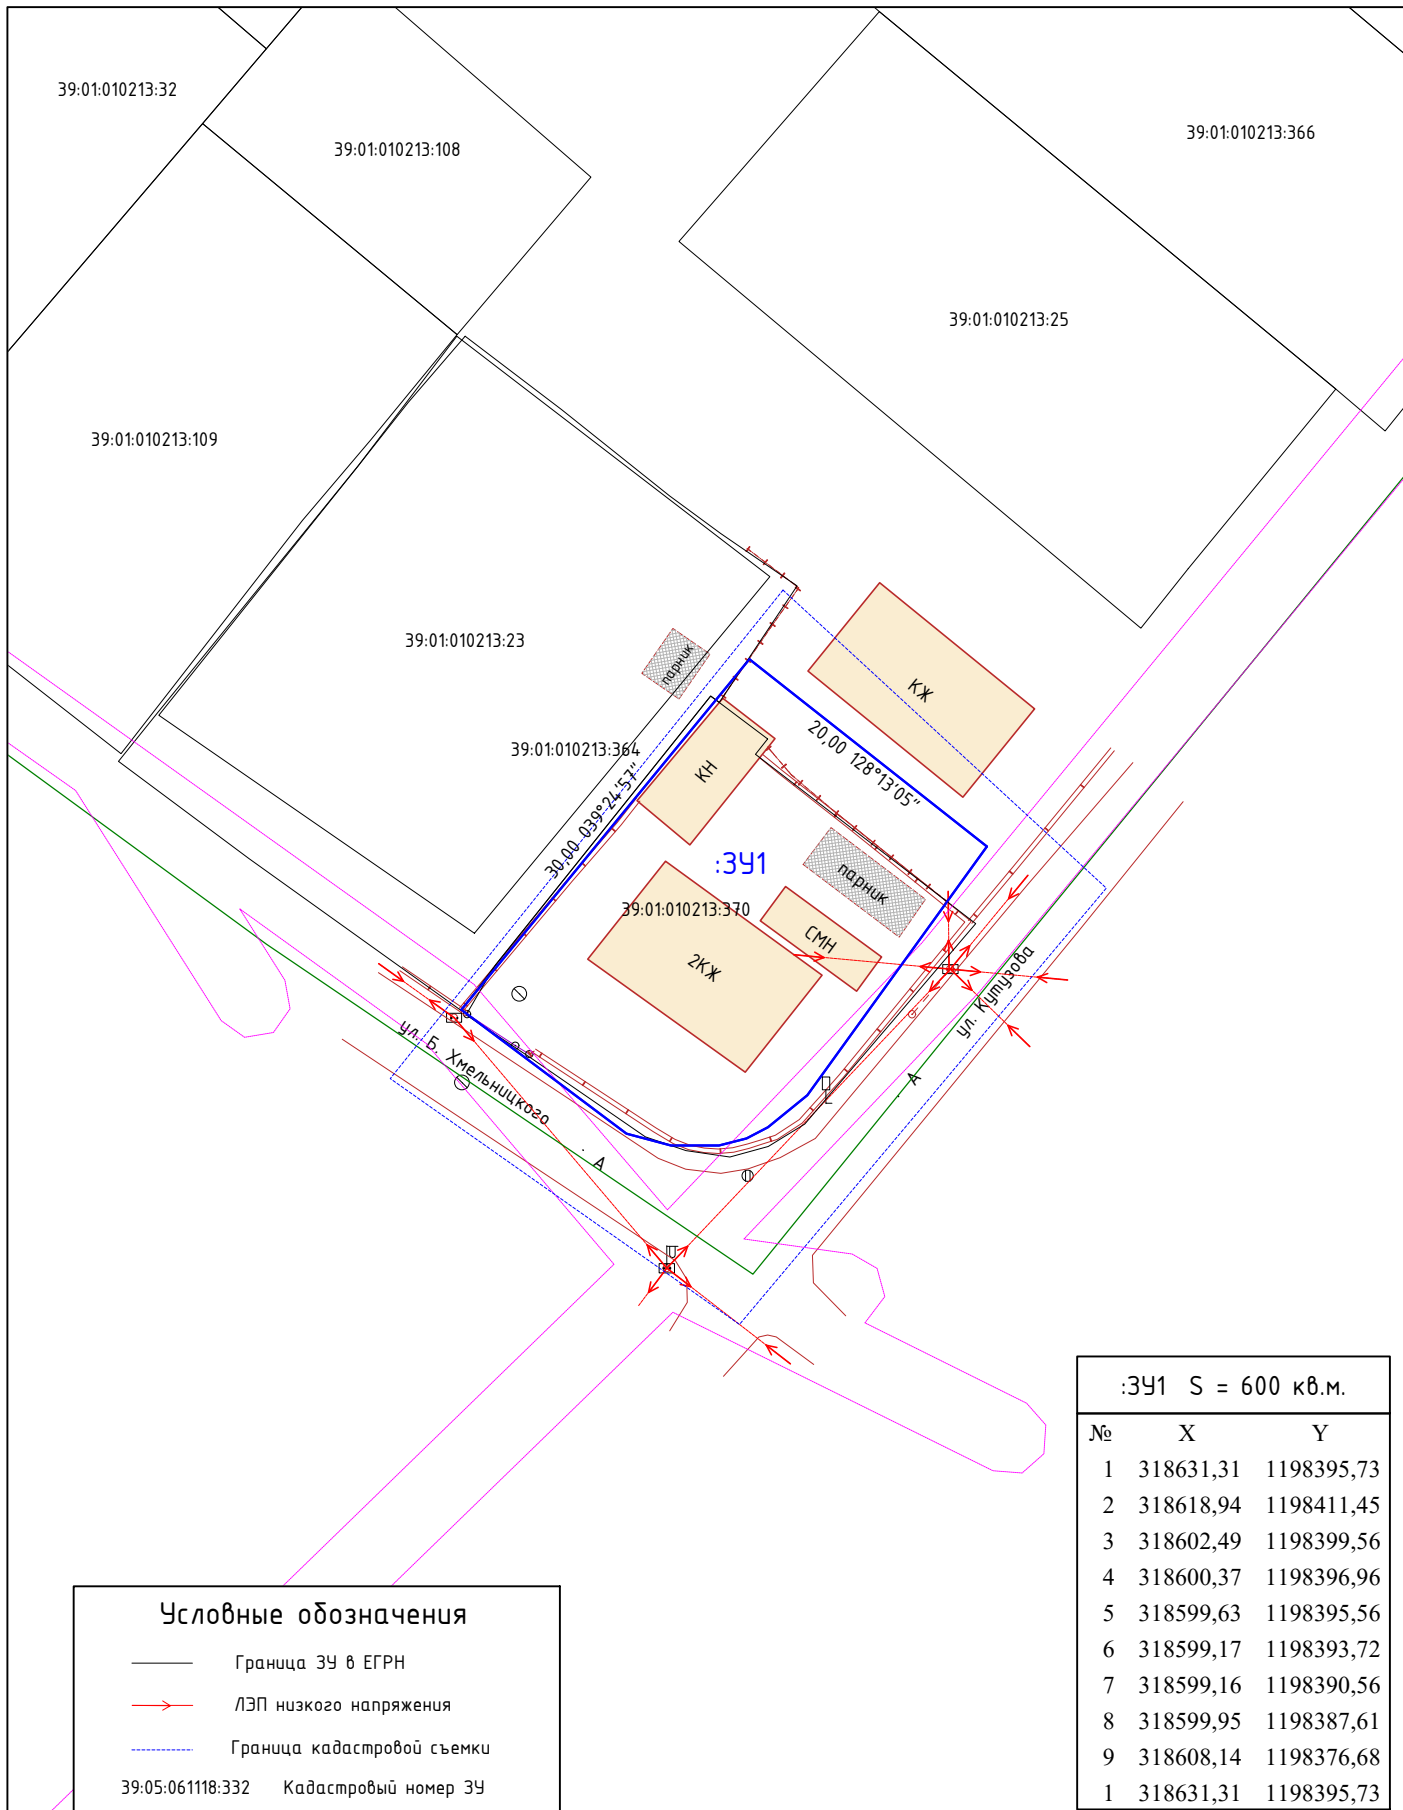 39:01:010213:32
39:01:010213:108
39:01:010213:366
39:01:010213:25
39:01:010213:109
39:01:010213:23
парник
КЖ
39:01:010213:364
20,00 128°13'05"
КН
30,00 039°24'57"
:ЗУ1
парник
39:01:010213:370
СМН
2КЖ
ул. Кутузова
ул. Б. Хмельницкого
А
А
:ЗУ1 S = 600 кв.м.
№ X Y
1 318631,31 1198395,73
2 318618,94 1198411,45
3 318602,49 1198399,56
4 318600,37 1198396,96
5 318599,63 1198395,56
6 318599,17 1198393,72
7 318599,16 1198390,56
8 318599,95 1198387,61
9 318608,14 1198376,68
1 318631,31 1198395,73
Условные обозначения
Граница ЗУ в ЕГРН
ЛЭП низкого напряжения
Граница кадастровой съемки
39:05:061118:332 Кадастровый номер ЗУ